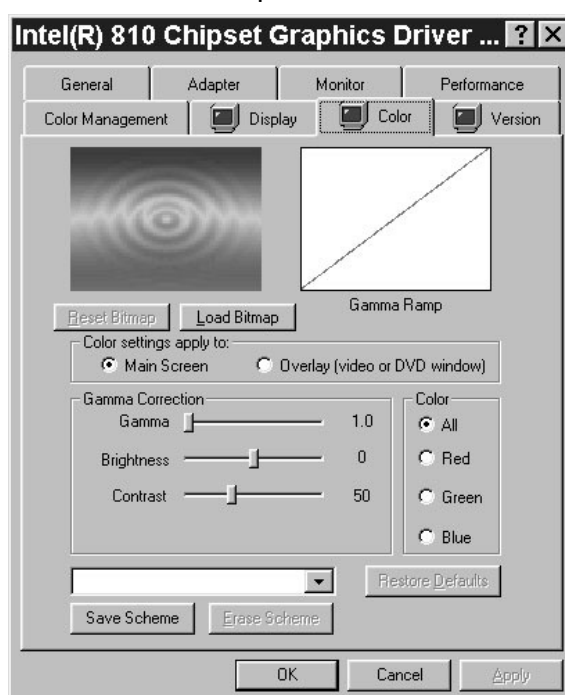 Intel(R) 810 Chipset Graphics Driver ... ? ×
General Adapter Monitor Performance
Color Management Display Color Version
Gamma Ramp
Reset Bitmap Load Bitmap
Color settings apply to:
Main Screen Overlay (video or DVD window)
Gamma Correction Color
Gamma 1.0 All
Brightness 0 Red
Contrast 50 Green
Blue
Restore Defaults
Save Scheme Erase Scheme
OK Cancel Apply